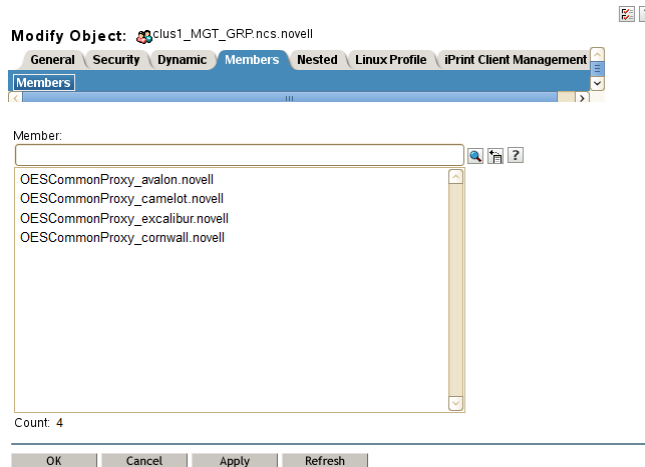 Modify Object: clus1_MGT_GRP.ncs.novell
General Security Dynamic Members Nested Linux Profile iPrint Client Management
Members
Member:
?
OESCommonProxy_avalon.novell
OESCommonProxy_camelot.novell
OESCommonProxy_excalibur.novell
OESCommonProxy_cornwall.novell
Count: 4
OK Cancel Apply Refresh